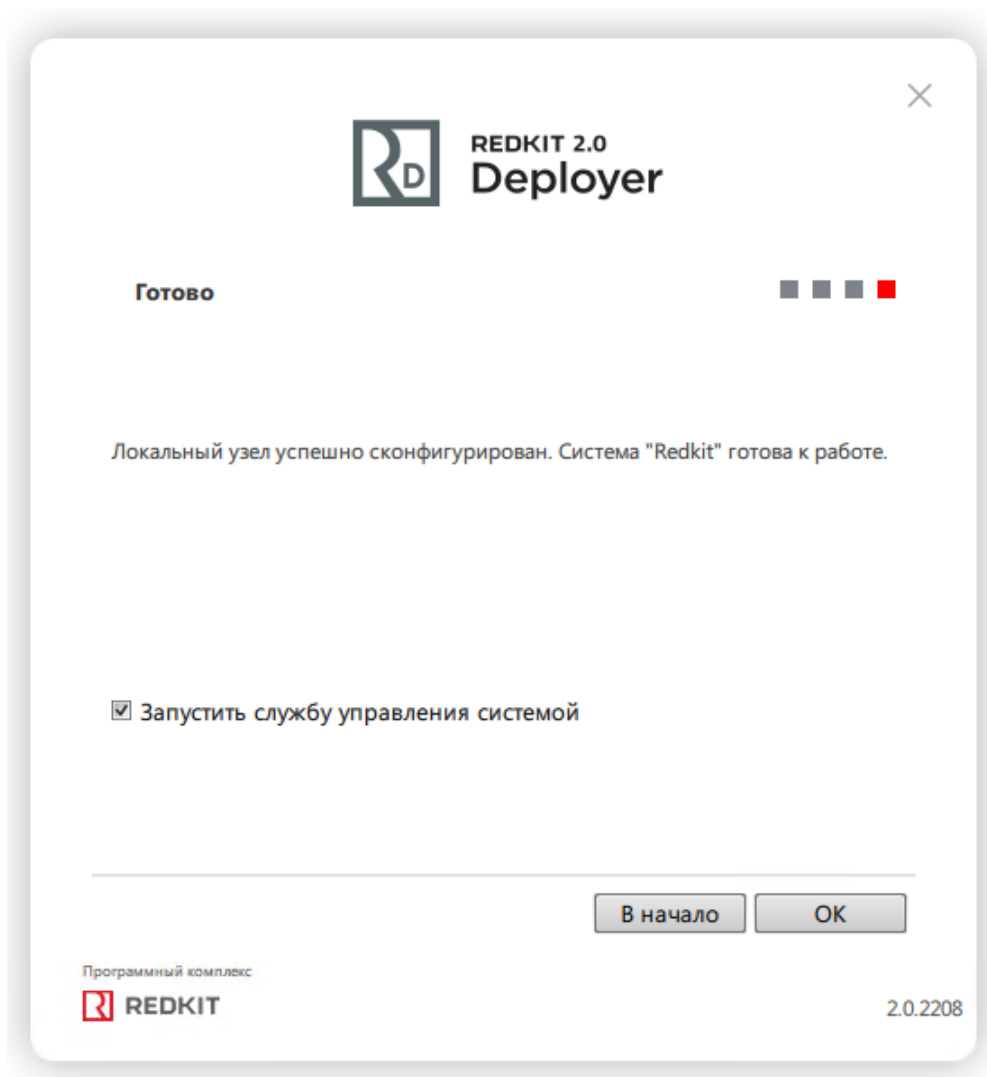 REDKIT 2.0
Deployer
Готово
Локальный узел успешно сконфигурирован. Система "Redkit" готова к работе.
Запустить службу управления системой
В начало
ОК
Программный комплекс
REDKIT
2.0.2208